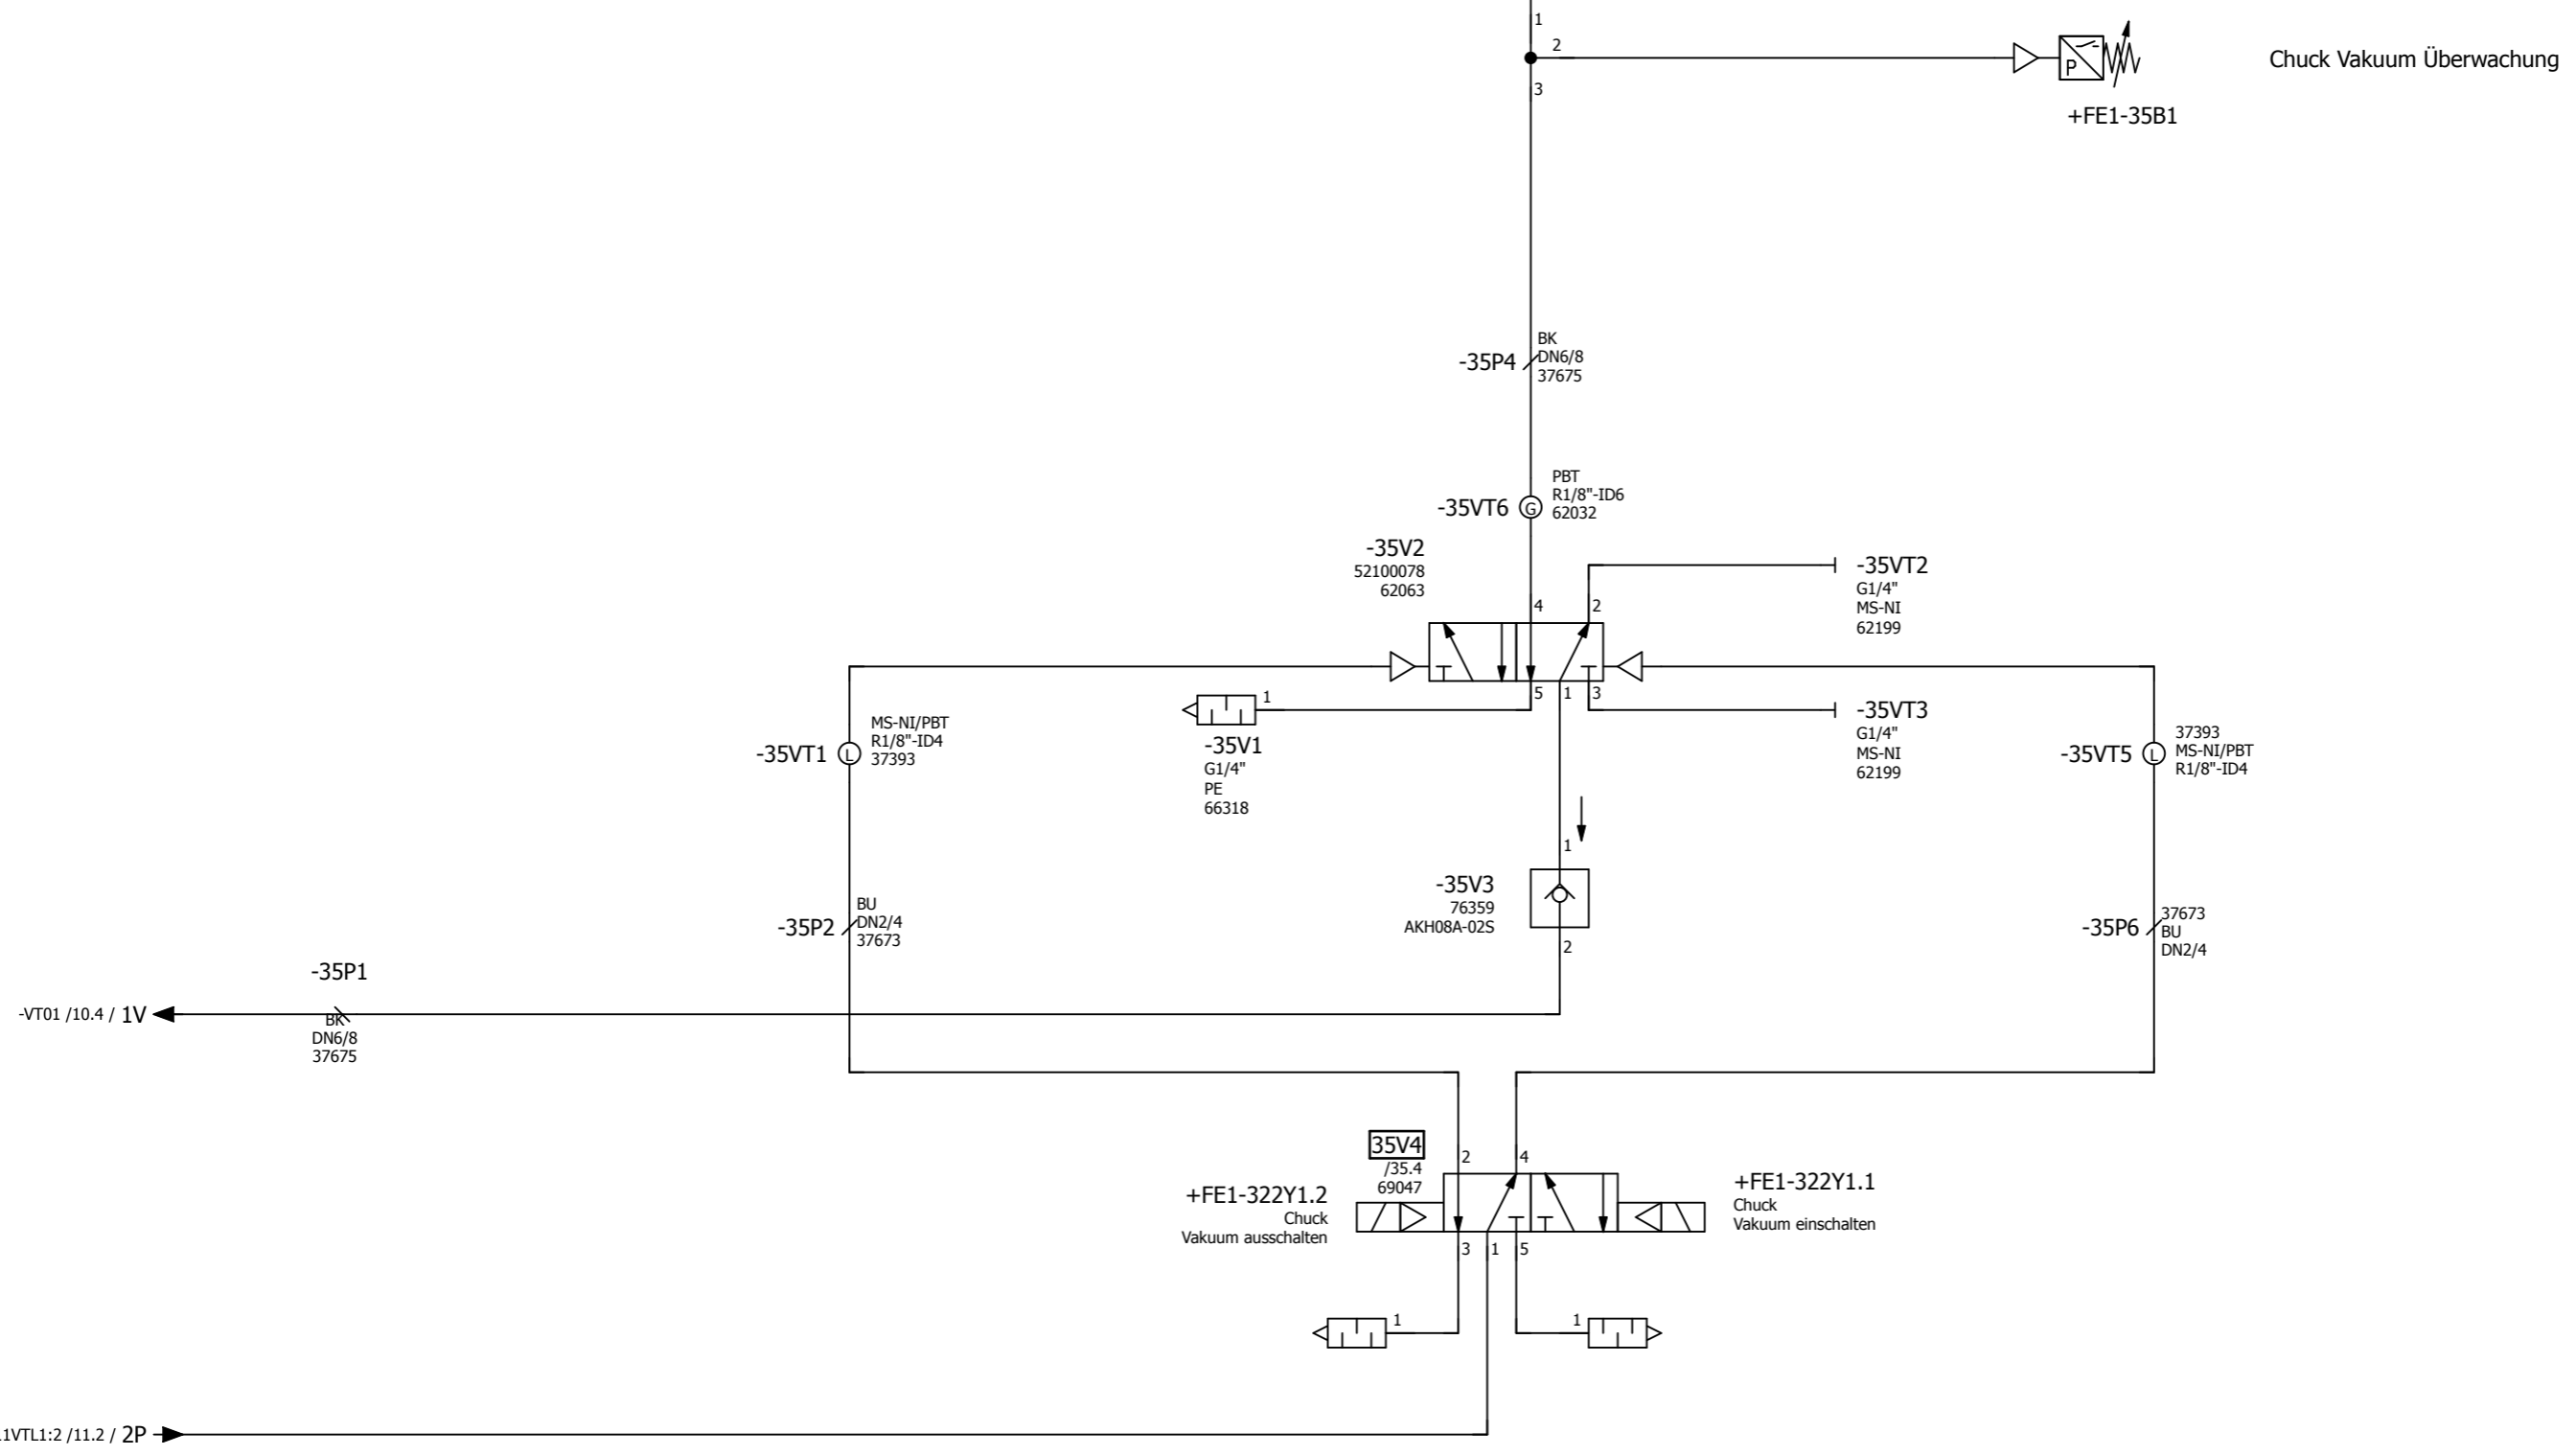 1
2
3
Chuck Vakuum Überwachung
P
+FE1-35B1
-35P4
BK
DN6/8
37675
-35VT6
G
PBT
R1/8"-ID6
62032
-35V2
52100078
62063
4
2
-35VT2
G1/4"
MS-NI
62199
5
1
3
1
-35V1
G1/4"
PE
66318
-35VT3
G1/4"
MS-NI
62199
-35VT1
L
MS-NI/PBT
R1/8"-ID4
37393
-35VT5
L
37393
MS-NI/PBT
R1/8"-ID4
1
-35V3
76359
AKH08A-02S
2
-35P2
BU
DN2/4
37673
-35P6
37673
BU
DN2/4
-35P1
-VT01 /10.4 / 1V
BK
DN6/8
37675
35V4
/35.4
69047
2
4
+FE1-322Y1.2
Chuck
Vakuum ausschalten
+FE1-322Y1.1
Chuck
Vakuum einschalten
3
1
5
1
1
1VTL1:2 /11.2 / 2P